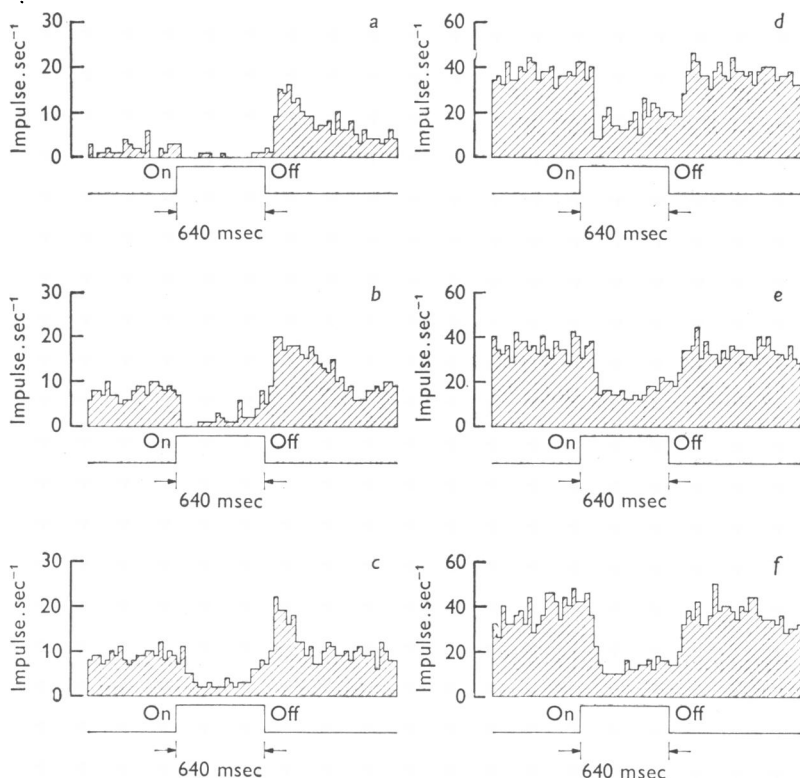 a
Impulse.sec⁻¹
30
20
10
0
On
Off
640 msec
d
Impulse.sec⁻¹
60
40
20
0
On
Off
640 msec
b
Impulse.sec⁻¹
30
20
10
0
On
Off
640 msec
e
Impulse.sec⁻¹
60
40
20
0
On
Off
640 msec
c
Impulse.sec⁻¹
30
20
10
0
On
Off
640 msec
f
Impulse.sec⁻¹
60
40
20
0
On
Off
640 msec